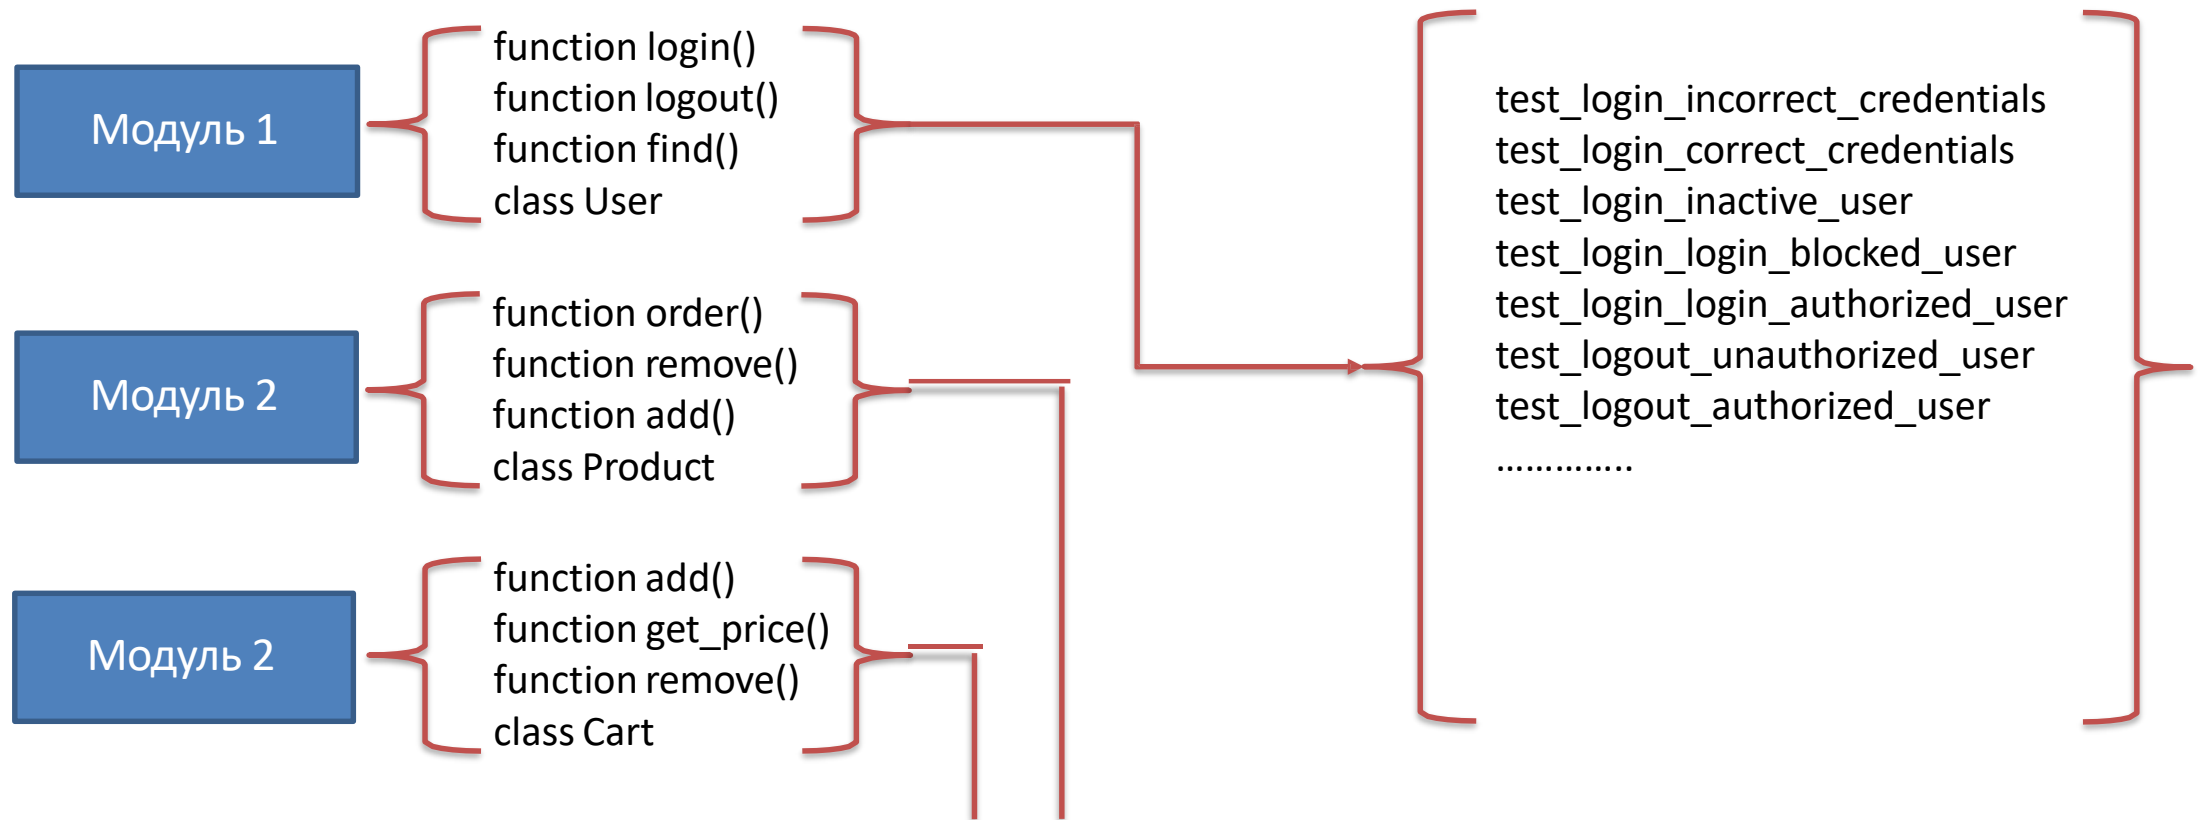 Модуль 1
function login()
function logout()
function find()
class User
Модуль 2
function order()
function remove()
function add()
class Product
Модуль 2
function add()
function get_price()
function remove()
class Cart
test_login_incorrect_credentials
test_login_correct_credentials
test_login_inactive_user
test_login_login_blocked_user
test_login_login_authorized_user
test_logout_unauthorized_user
test_logout_authorized_user
…………..